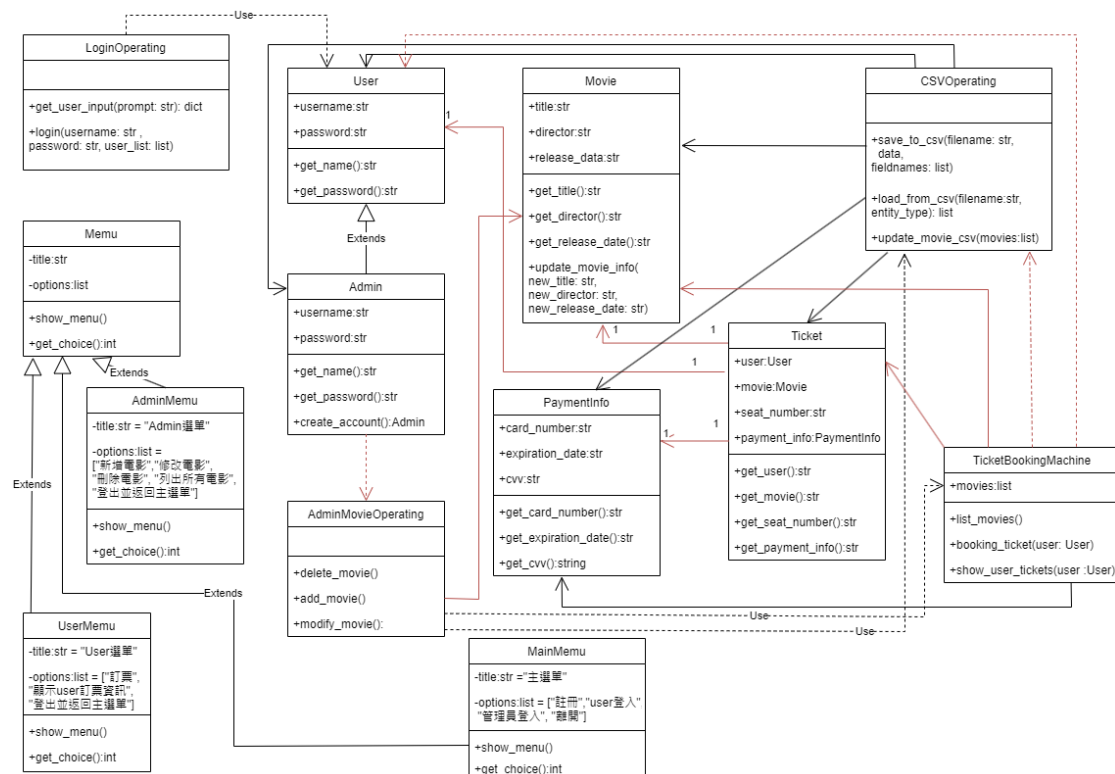 Use
LoginOperating
+get_user_input(prompt: str): dict
+login(username: str ,
password: str, user_list: list)
User
+username:str
+password:str
+get_name():str
+get_password():str
1
Movie
+title:str
+director:str
+release_data:str
+get_title():str
+get_director():str
+get_release_date():str
+update_movie_info(
new_title: str,
new_director: str,
new_release_date: str)
CSVOperating
+save_to_csv(filename: str,
data,
fieldnames: list)
+load_from_csv(filename:str,
entity_type): list
+update_movie_csv(movies:list)
Extends
Memu
-title:str
-options:list
+show_menu()
+get_choice():int
Admin
+username:str
+password:str
+get_name():str
+get_password():str
+create_account():Admin
1
1
1
Ticket
+user:User
+movie:Movie
+seat_number:str
+payment_info:PaymentInfo
+get_user():str
+get_movie():str
+get_seat_number():str
+get_payment_info():str
Extends
AdminMemu
-title:str = "Admin選單"
-options:list =
["新增電影","修改電影",
"刪除電影", "列出所有電影",
"登出並返回主選單"]
+show_menu()
+get_choice():int
PaymentInfo
+card_number:str
+expiration_date:str
+cvv:str
+get_card_number():str
+get_expiration_date():str
+get_cvv():string
1
1
TicketBookingMachine
+movies:list
+list_movies()
+booking_ticket(user: User)
+show_user_tickets(user :User)
Extends
AdminMovieOperating
+delete_movie()
+add_movie()
+modify_movie():
Use
Use
Extends
UserMemu
-title:str = "User選單"
-options:list = ["訂票",
"顯示user訂票資訊",
"登出並返回主選單"]
+show_menu()
+get_choice():int
MainMemu
-title:str ="主選單"
-options:list = ["註冊","user登入"
"管理員登入", "離開"]
+show_menu()
+get_choice():int